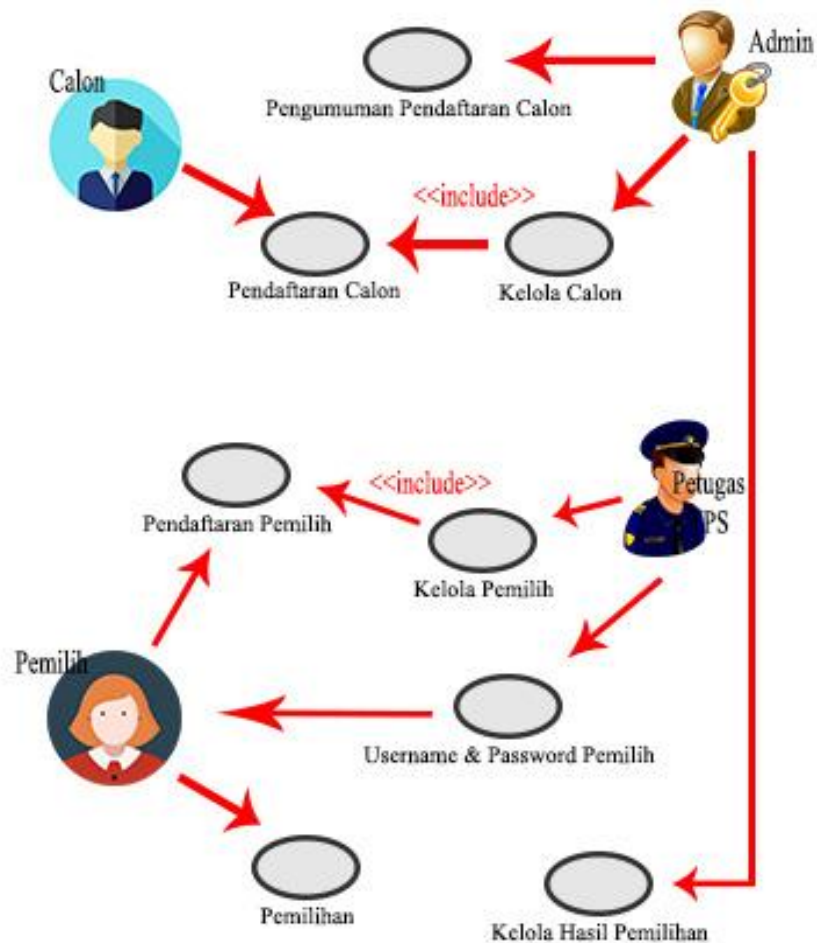 Admin
Calon
Pengumuman Pendaftaran Calon
<<include>>
Pendaftaran Calon
Kelola Calon
<<include>>
Petugas
PS
Pendaftaran Pemilih
Kelola Pemilih
Pemilih
Username & Password Pemilih
Pemilihan
Kelola Hasil Pemilihan